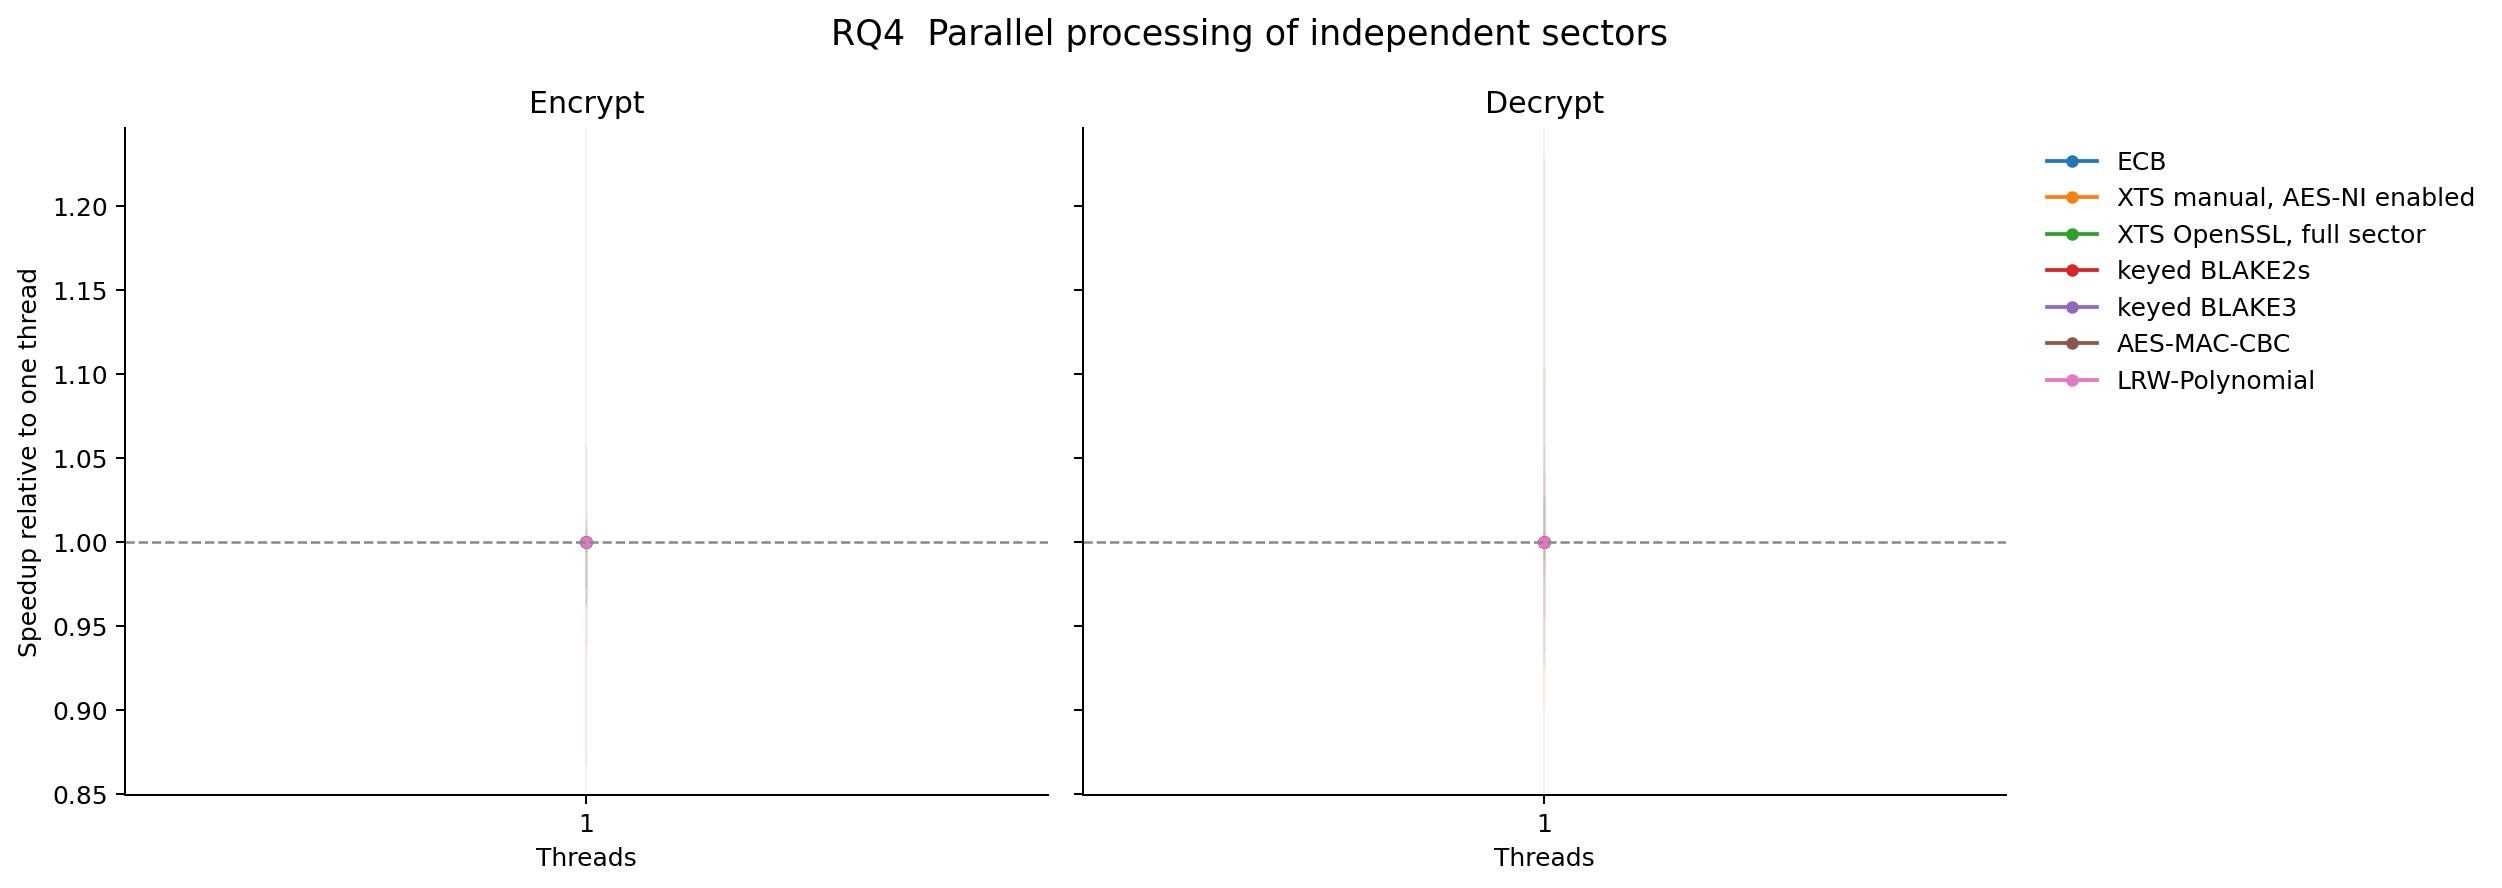 RQ4  Parallel processing of independent sectors
Encrypt
Speedup relative to one thread
1.20
1.15
1.10
1.05
1.00
0.95
0.90
0.85
1
Threads
Decrypt
1
Threads
ECB
XTS manual, AES-NI enabled
XTS OpenSSL, full sector
keyed BLAKE2s
keyed BLAKE3
AES-MAC-CBC
LRW-Polynomial